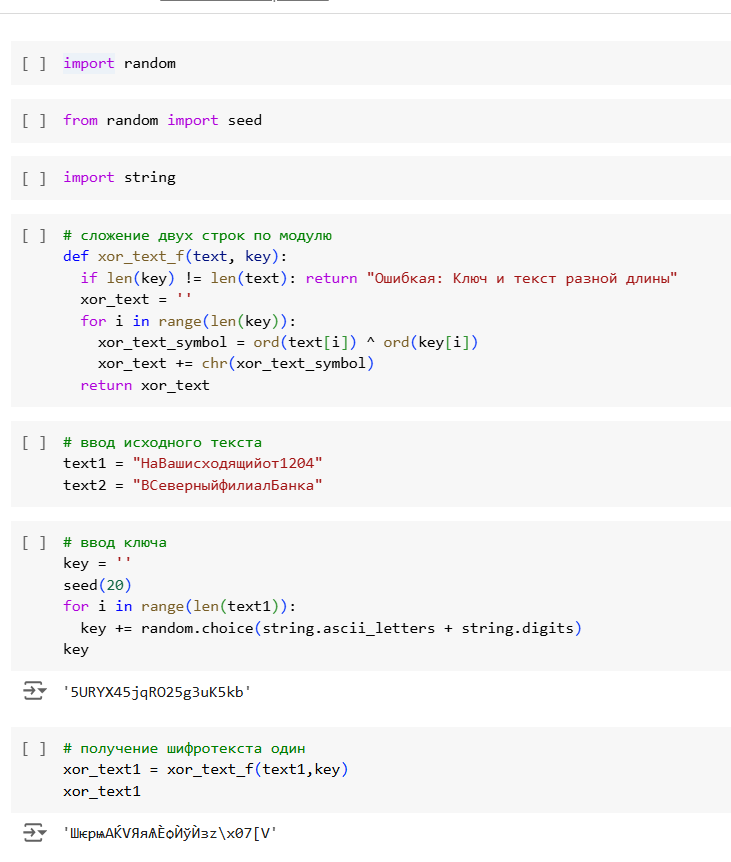 [ ] import random
[ ] from random import seed
[ ] import string
[ ] # сложение двух строк по модулю
def xor_text_f(text, key):
if len(key) != len(text): return "Ошибкая: Ключ и текст разной длины"
xor_text = ''
for i in range(len(key)):
xor_text_symbol = ord(text[i]) ^ ord(key[i])
xor_text += chr(xor_text_symbol)
return xor_text
[ ] # ввод исходного текста
text1 = "НаВашисходящийот1204"
text2 = "ВСеверныйфилиалБанка"
[ ] # ввод ключа
key = ''
seed(20)
for i in range(len(text1)):
key += random.choice(string.ascii_letters + string.digits)
key
'5URYX45jqRO25g3uK5kb'
[ ] # получение шифротекста один
xor_text1 = xor_text_f(text1,key)
xor_text1
'ШѥрѩАЌѴЯяѦЀѻЍўЍзz\x07[V'